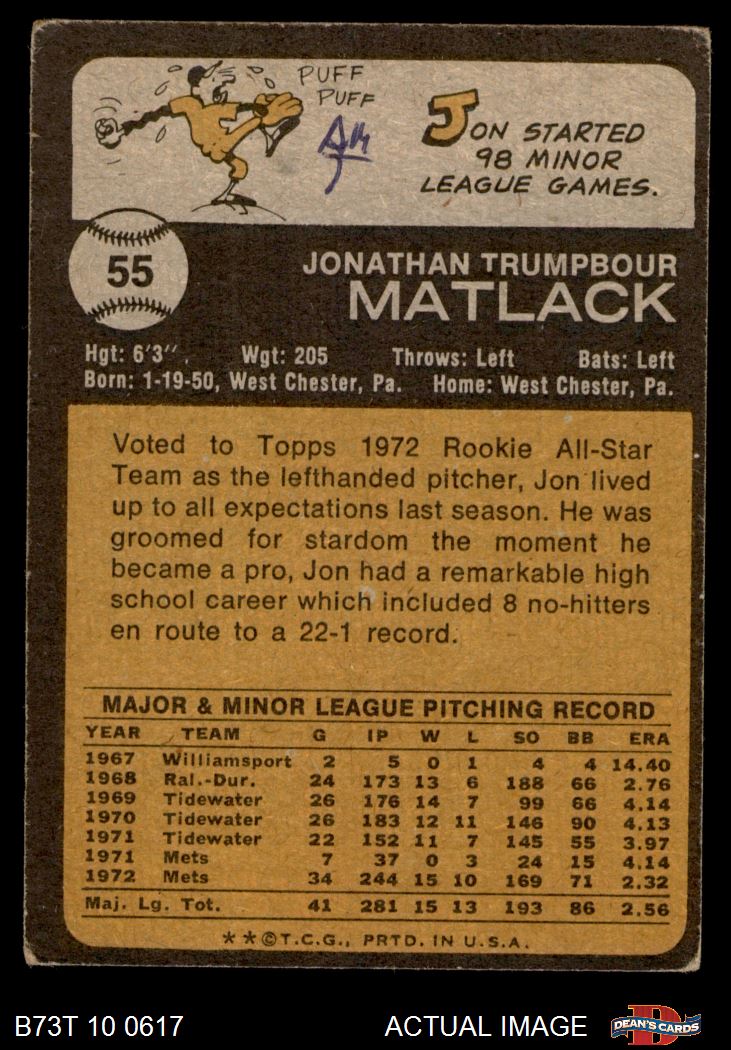 PUFF
PUFF
JON STARTED
98 MINOR
LEAGUE GAMES.
55
JONATHAN TRUMPBOUR
MATLACK
Hgt: 6'3" . Wgt: 205 Throws: Left Bats: Left
Born: 1-19-50, West Chester, Pa. Home: West Chester, Pa.
Voted to Topps 1972 Rookie All-Star
Team as the lefthanded pitcher, Jon lived
up to all expectations last season. He was
groomed for stardom the moment he
became a pro, Jon had a remarkable high
school career which included 8 no-hitters
en route to a 22-1 record.
MAJOR & MINOR LEAGUE PITCHING RECORD
YEAR TEAM G IP W L SO BB ERA
1967 Williamsport 2 5 0 1 4 4 14.40
1968 Ral.-Dur. 24 173 13 6 188 66 2.76
1969 Tidewater 26 176 14 7 99 66 4.14
1970 Tidewater 26 183 12 11 146 90 4.13
1971 Tidewater 22 152 11 7 145 55 3.97
1971 Mets 7 37 0 3 24 15 4.14
1972 Mets 34 244 15 10 169 71 2.32
Maj. Lg. Tot. 41 281 15 13 193 86 2.56
**©T.C.G., PRTD. IN U.S.A.
B73T 10 0617 ACTUAL IMAGE DEAN'S CARDS